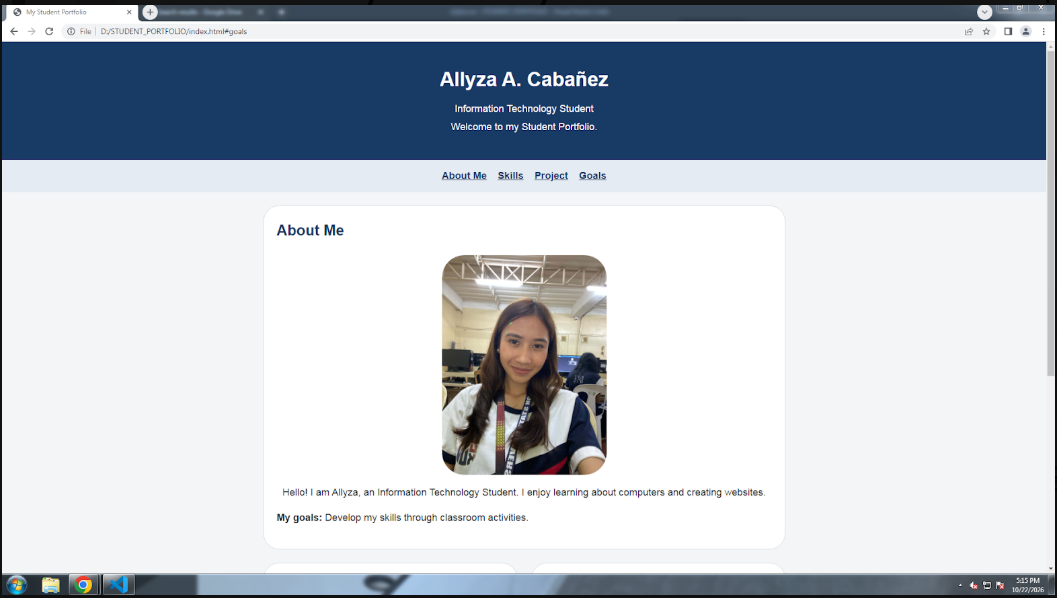 My Student Portfolio
File
D:/STUDENT_PORTFOLIO/index.html#goals
Allyza A. Cabañez
Information Technology Student
Welcome to my Student Portfolio.
About Me Skills Project Goals
About Me
Hello! I am Allyza, an Information Technology Student. I enjoy learning about computers and creating websites.
My goals: Develop my skills through classroom activities.
5:15 PM
10/22/2026